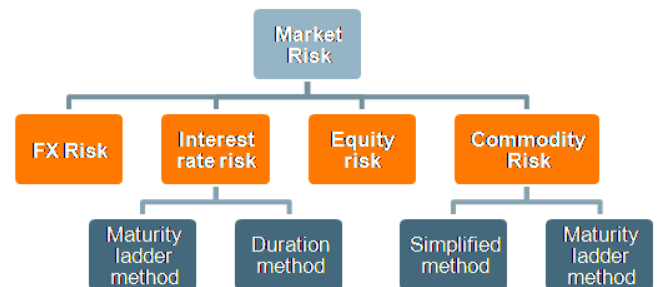 Market
Risk
FX Risk
Interest
rate risk
Equity
risk
Commodity
Risk
Maturity
ladder
method
Duration
method
Simplified
method
Maturity
ladder
method